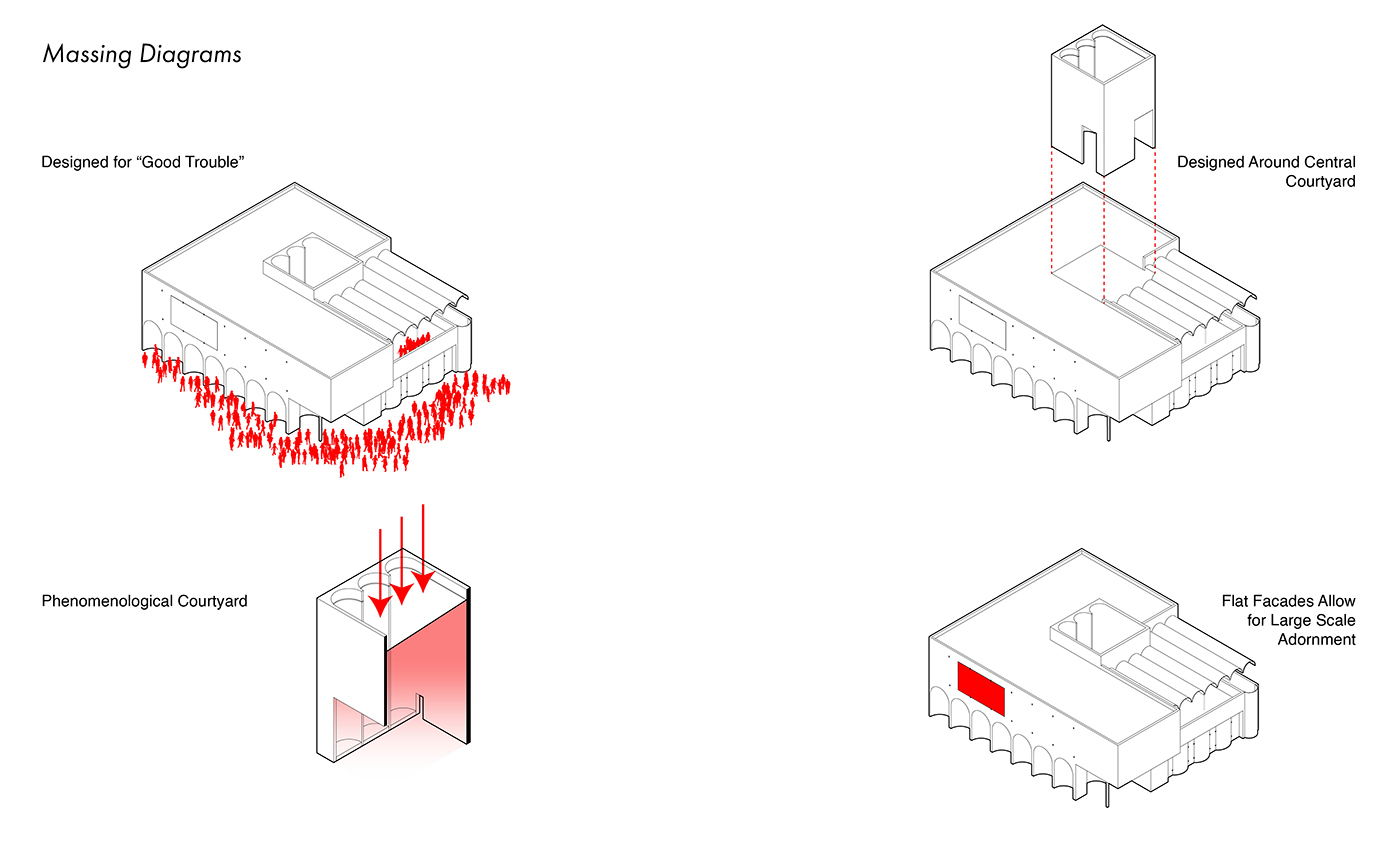 Massing Diagrams
Designed for “Good Trouble”
Designed Around Central
Courtyard
Phenomenological Courtyard
Flat Facades Allow
for Large Scale
Adornment